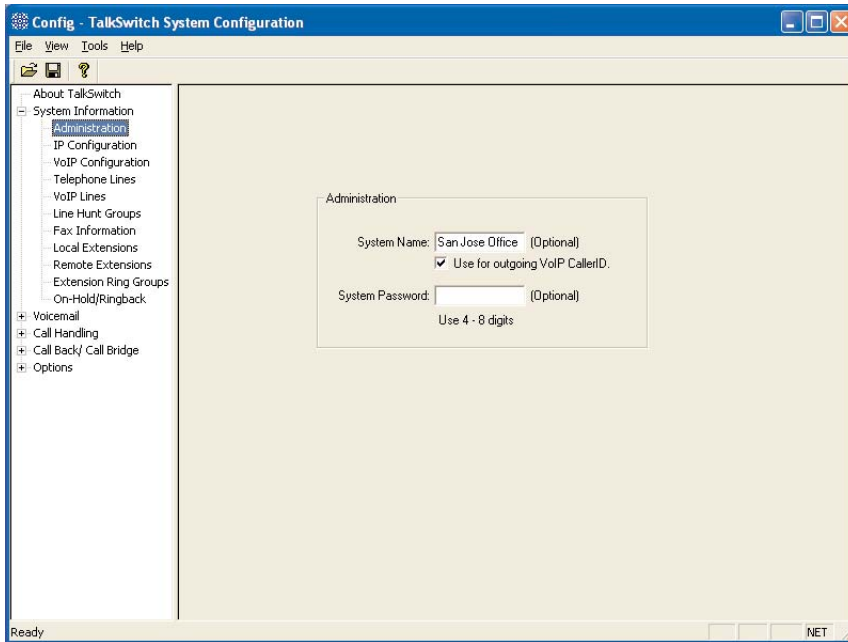 Config - TalkSwitch System Configuration
File View Tools Help
About TalkSwitch
System Information
Administration
IP Configuration
VoIP Configuration
Telephone Lines
VoIP Lines
Line Hunt Groups
Fax Information
Local Extensions
Remote Extensions
Extension Ring Groups
On-Hold/Ringback
Voicemail
Call Handling
Call Back/ Call Bridge
Options
Administration
System Name: San Jose Office (Optional)
Use for outgoing VoIP CallerID.
System Password: (Optional)
Use 4 - 8 digits
Ready NET